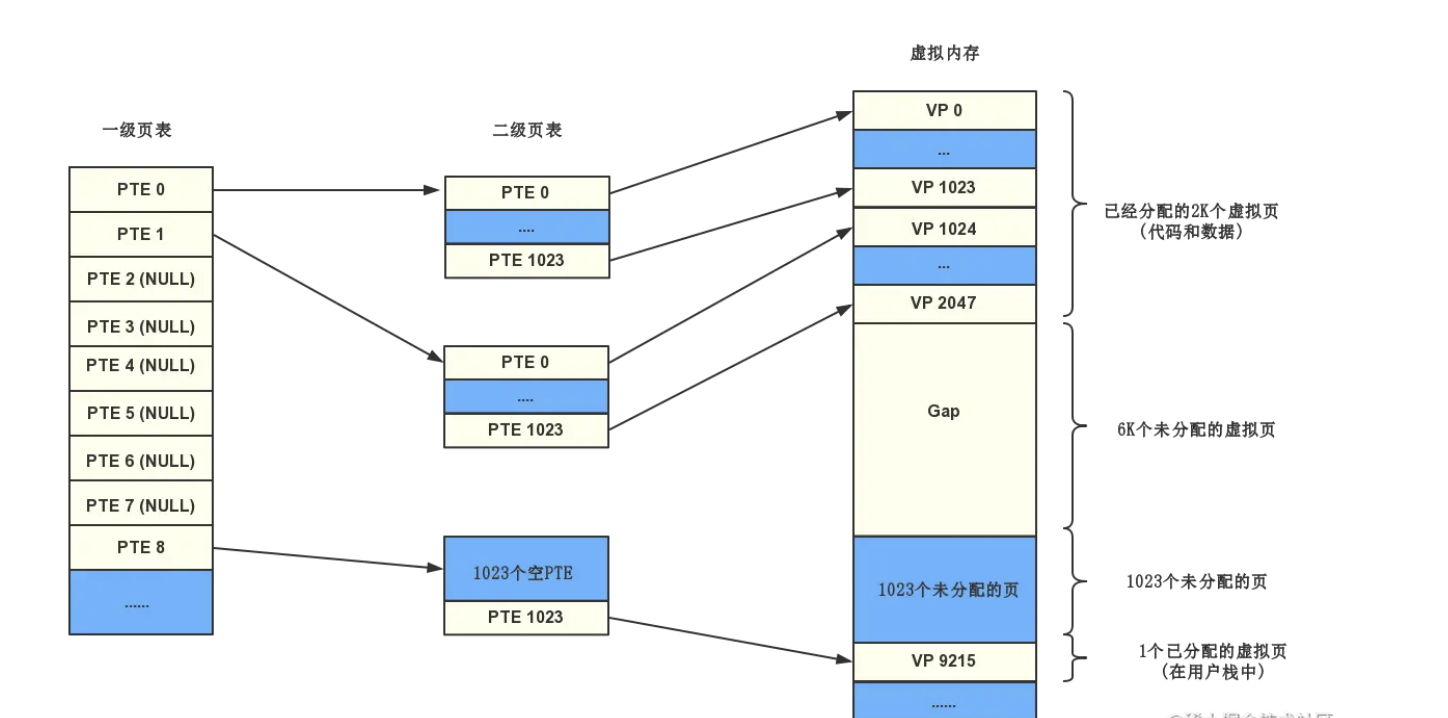 虚拟内存
一级页表
二级页表
PTE 0
PTE 1
PTE 2 (NULL)
PTE 3 (NULL)
PTE 4 (NULL)
PTE 5 (NULL)
PTE 6 (NULL)
PTE 7 (NULL)
PTE 8
......
PTE 0
....
PTE 1023
PTE 0
....
PTE 1023
1023个空PTE
PTE 1023
VP 0
...
VP 1023
VP 1024
...
VP 2047
Gap
1023个未分配的页
VP 9215
......
已经分配的2K个虚拟页
(代码和数据)
6K个未分配的虚拟页
1023个未分配的页
1个已分配的虚拟页
(在用户栈中)